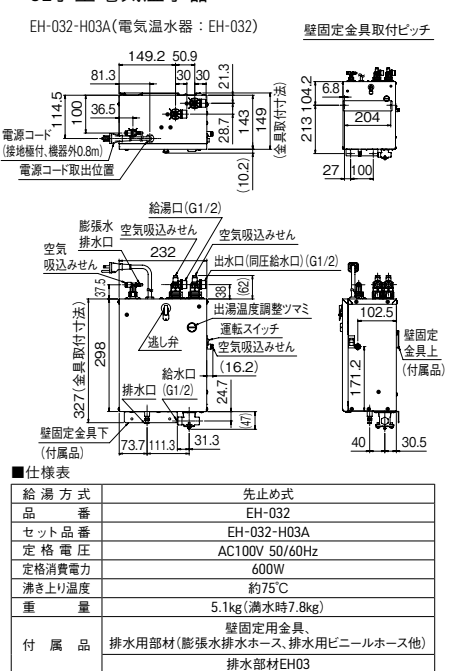 EH-032-H03A(電気温水器：EH-032)
壁固定金具取付ピッチ
149.2
50.9
81.3
30
30
21.3
36.5
114.5
100
28.7
143
149
(金具取付寸法)
(10.2)
電源コード
(接地極付、機器外0.8m)
電源コード取出位置
6.8
104.2
204
213
27
100
給湯口(G1/2)
膨張水
排水口
空気吸込みせん
空気吸込みせん
空気
吸込みせん
232
出水口(同圧給水口)(G1/2)
37.5
38
(62)
出湯温度調整ツマミ
運転スイッチ
空気吸込みせん
逃し弁
(16.2)
327(金具取付寸法)
298
給水口
(G1/2)
排水口
24.7
(47)
壁固定金具下
(付属品)
73.7
111.3
31.3
102.5
壁固定
金具上
(付属品)
171.2
40
30.5
■仕様表
給湯方式 先止め式
品番 EH-032
セット品番 EH-032-H03A
定格電圧 AC100V 50/60Hz
定格消費電力 600W
沸き上り温度 約75℃
重量 5.1kg(満水時7.8kg)
付属品 壁固定用金具、
排水用部材(膨張水排水ホース、排水用ビニールホース他)
排水部材EH03